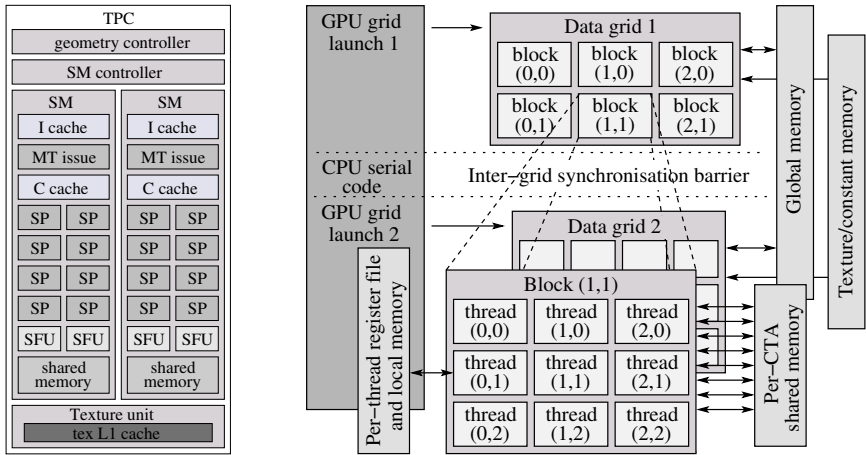 TPC
geometry controller
SM controller
SM
SM
I cache
I cache
MT issue
MT issue
C cache
C cache
SP SP SP SP
SP SP SP SP
SP SP SP SP
SP SP SP SP
SFU SFU SFU SFU
shared
memory
shared
memory
Texture unit
tex L1 cache
GPU grid
launch 1
Data grid 1
block
(0,0)
block
(1,0)
block
(2,0)
block
(0,1)
block
(1,1)
block
(2,1)
CPU serial
code
Inter−grid synchronisation barrier
GPU grid
launch 2
Data grid 2
Block (1,1)
thread
(0,0)
thread
(1,0)
thread
(2,0)
thread
(0,1)
thread
(1,1)
thread
(2,1)
thread
(0,2)
thread
(1,2)
thread
(2,2)
Per−thread register file
and local memory
Global memory
Texture/constant memory
Per−CTA
shared memory